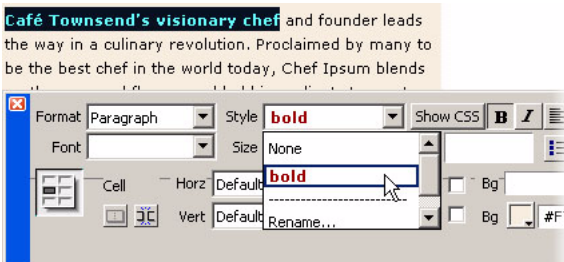 Café Townsend's visionary chef and founder leads
the way in a culinary revolution. Proclaimed by many to
be the best chef in the world today, Chef Ipsum blends
Format Paragraph Style bold Show CSS B I
Font Size None
bold
Cell Horz Default Bg
Vert Default Rename... Bg #F